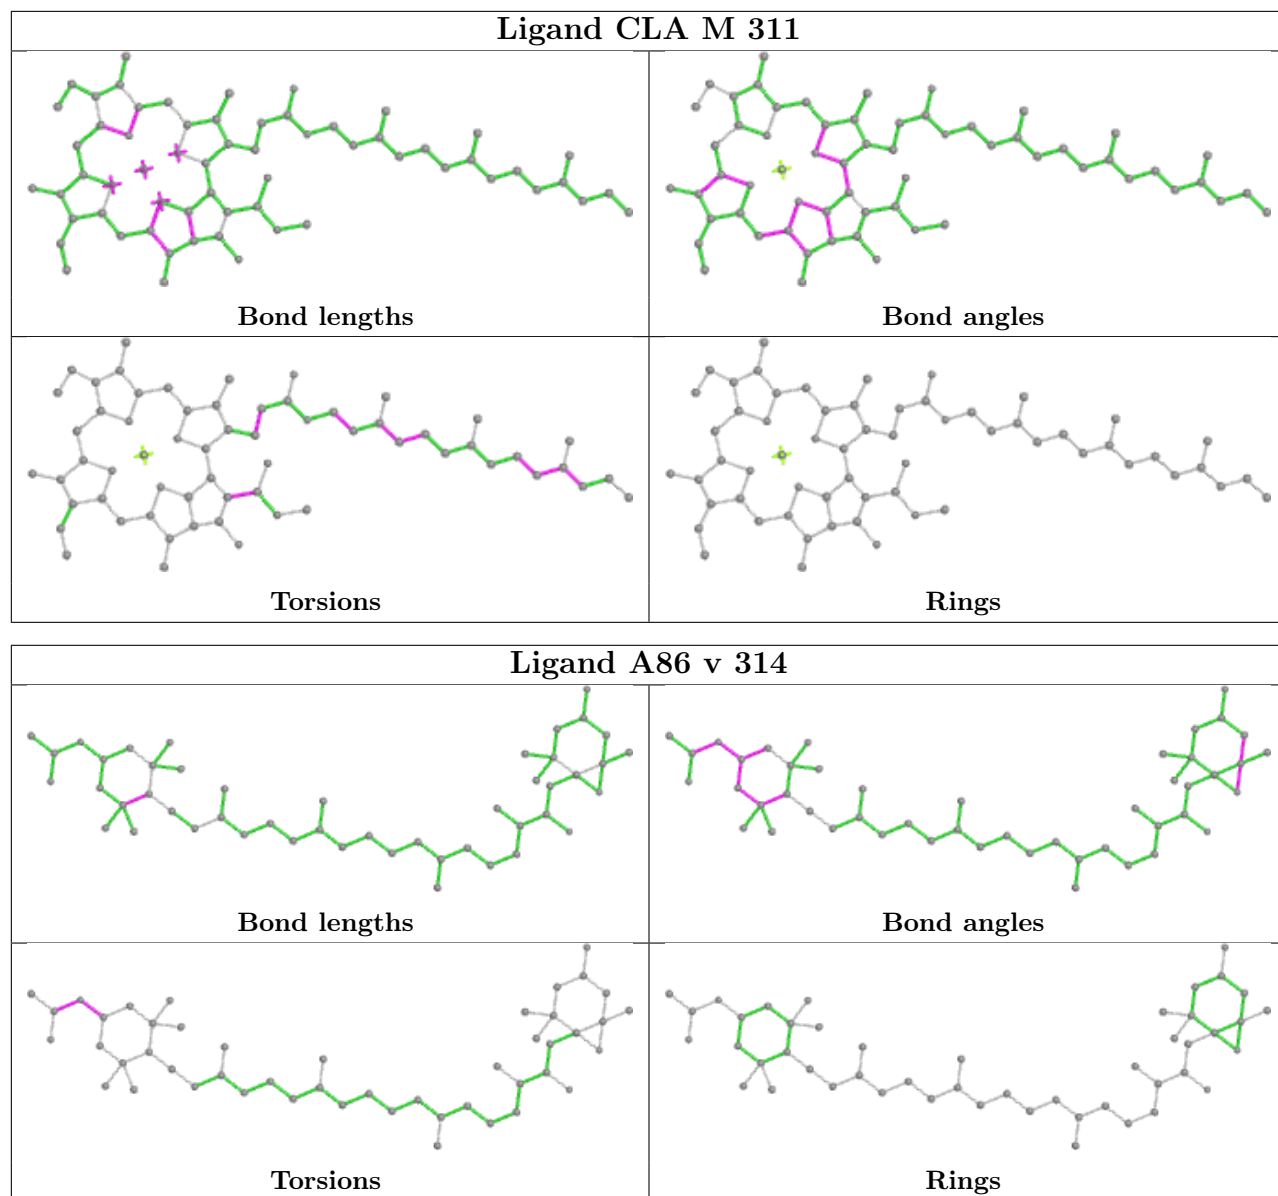 Ligand CLA M 311
Bond lengths
Bond angles
Torsions
Rings
Ligand A86 v 314
Bond lengths
Bond angles
Torsions
Rings